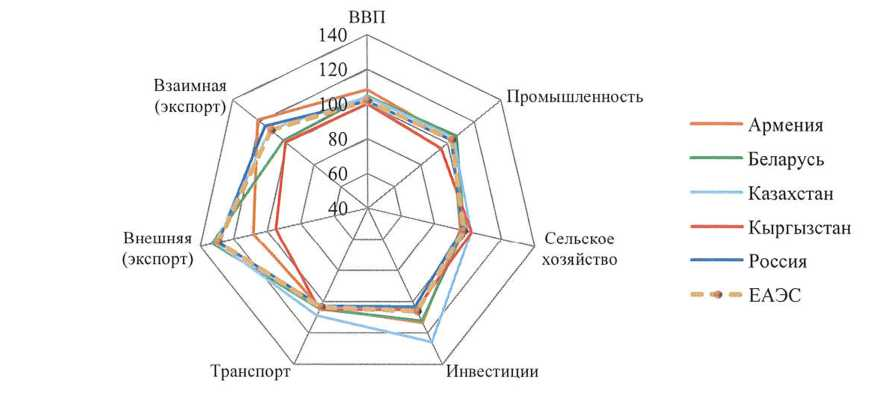 ВВП
140
120
100
80
60
40
Взаимная
(экспорт)
Промышленность
Внешняя
(экспорт)
Сельское
хозяйство
Транспорт
Инвестиции
Армения
Беларусь
Казахстан
Кыргызстан
Россия
ЕАЭС